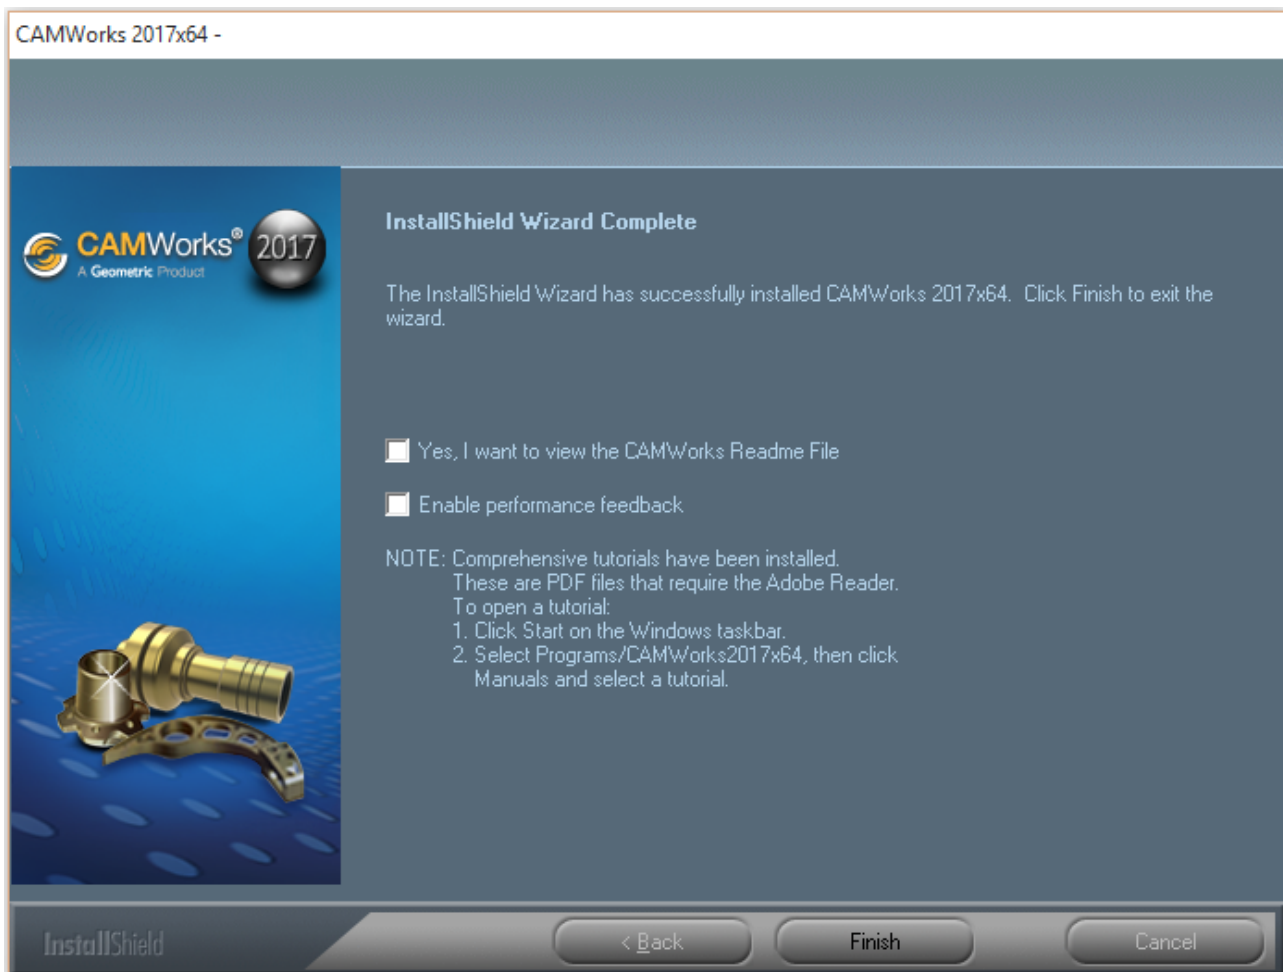 CAMWorks 2017x64 -
CAMWorks® 2017
A Geometric Product
InstallShield Wizard Complete
The InstallShield Wizard has successfully installed CAMWorks 2017x64. Click Finish to exit the
wizard.
Yes, I want to view the CAMWorks Readme File
Enable performance feedback
NOTE: Comprehensive tutorials have been installed.
These are PDF files that require the Adobe Reader.
To open a tutorial:
1. Click Start on the Windows taskbar.
2. Select Programs/CAMWorks2017x64, then click
Manuals and select a tutorial.
InstallShield
< Back
Finish
Cancel